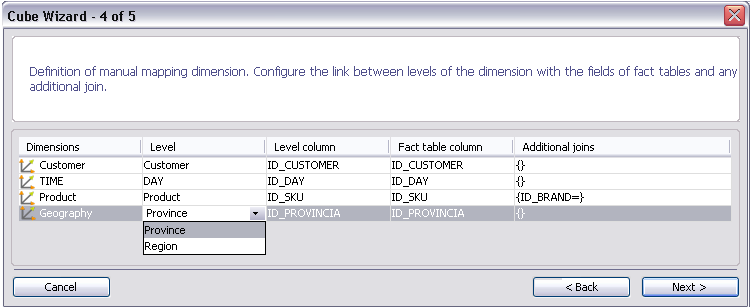 Cube Wizard - 4 of 5
Definition of manual mapping dimension. Configure the link between levels of the dimension with the fields of fact tables and any
additional join.
Dimensions Level Level column Fact table column Additional joins
Customer Customer ID_CUSTOMER ID_CUSTOMER {}
TIME DAY ID_DAY ID_DAY {}
Product Product ID_SKU ID_SKU {ID_BRAND=}
Geography Province ID_PROVINCIA ID_PROVINCIA {}
Province
Region
Cancel < Back Next >